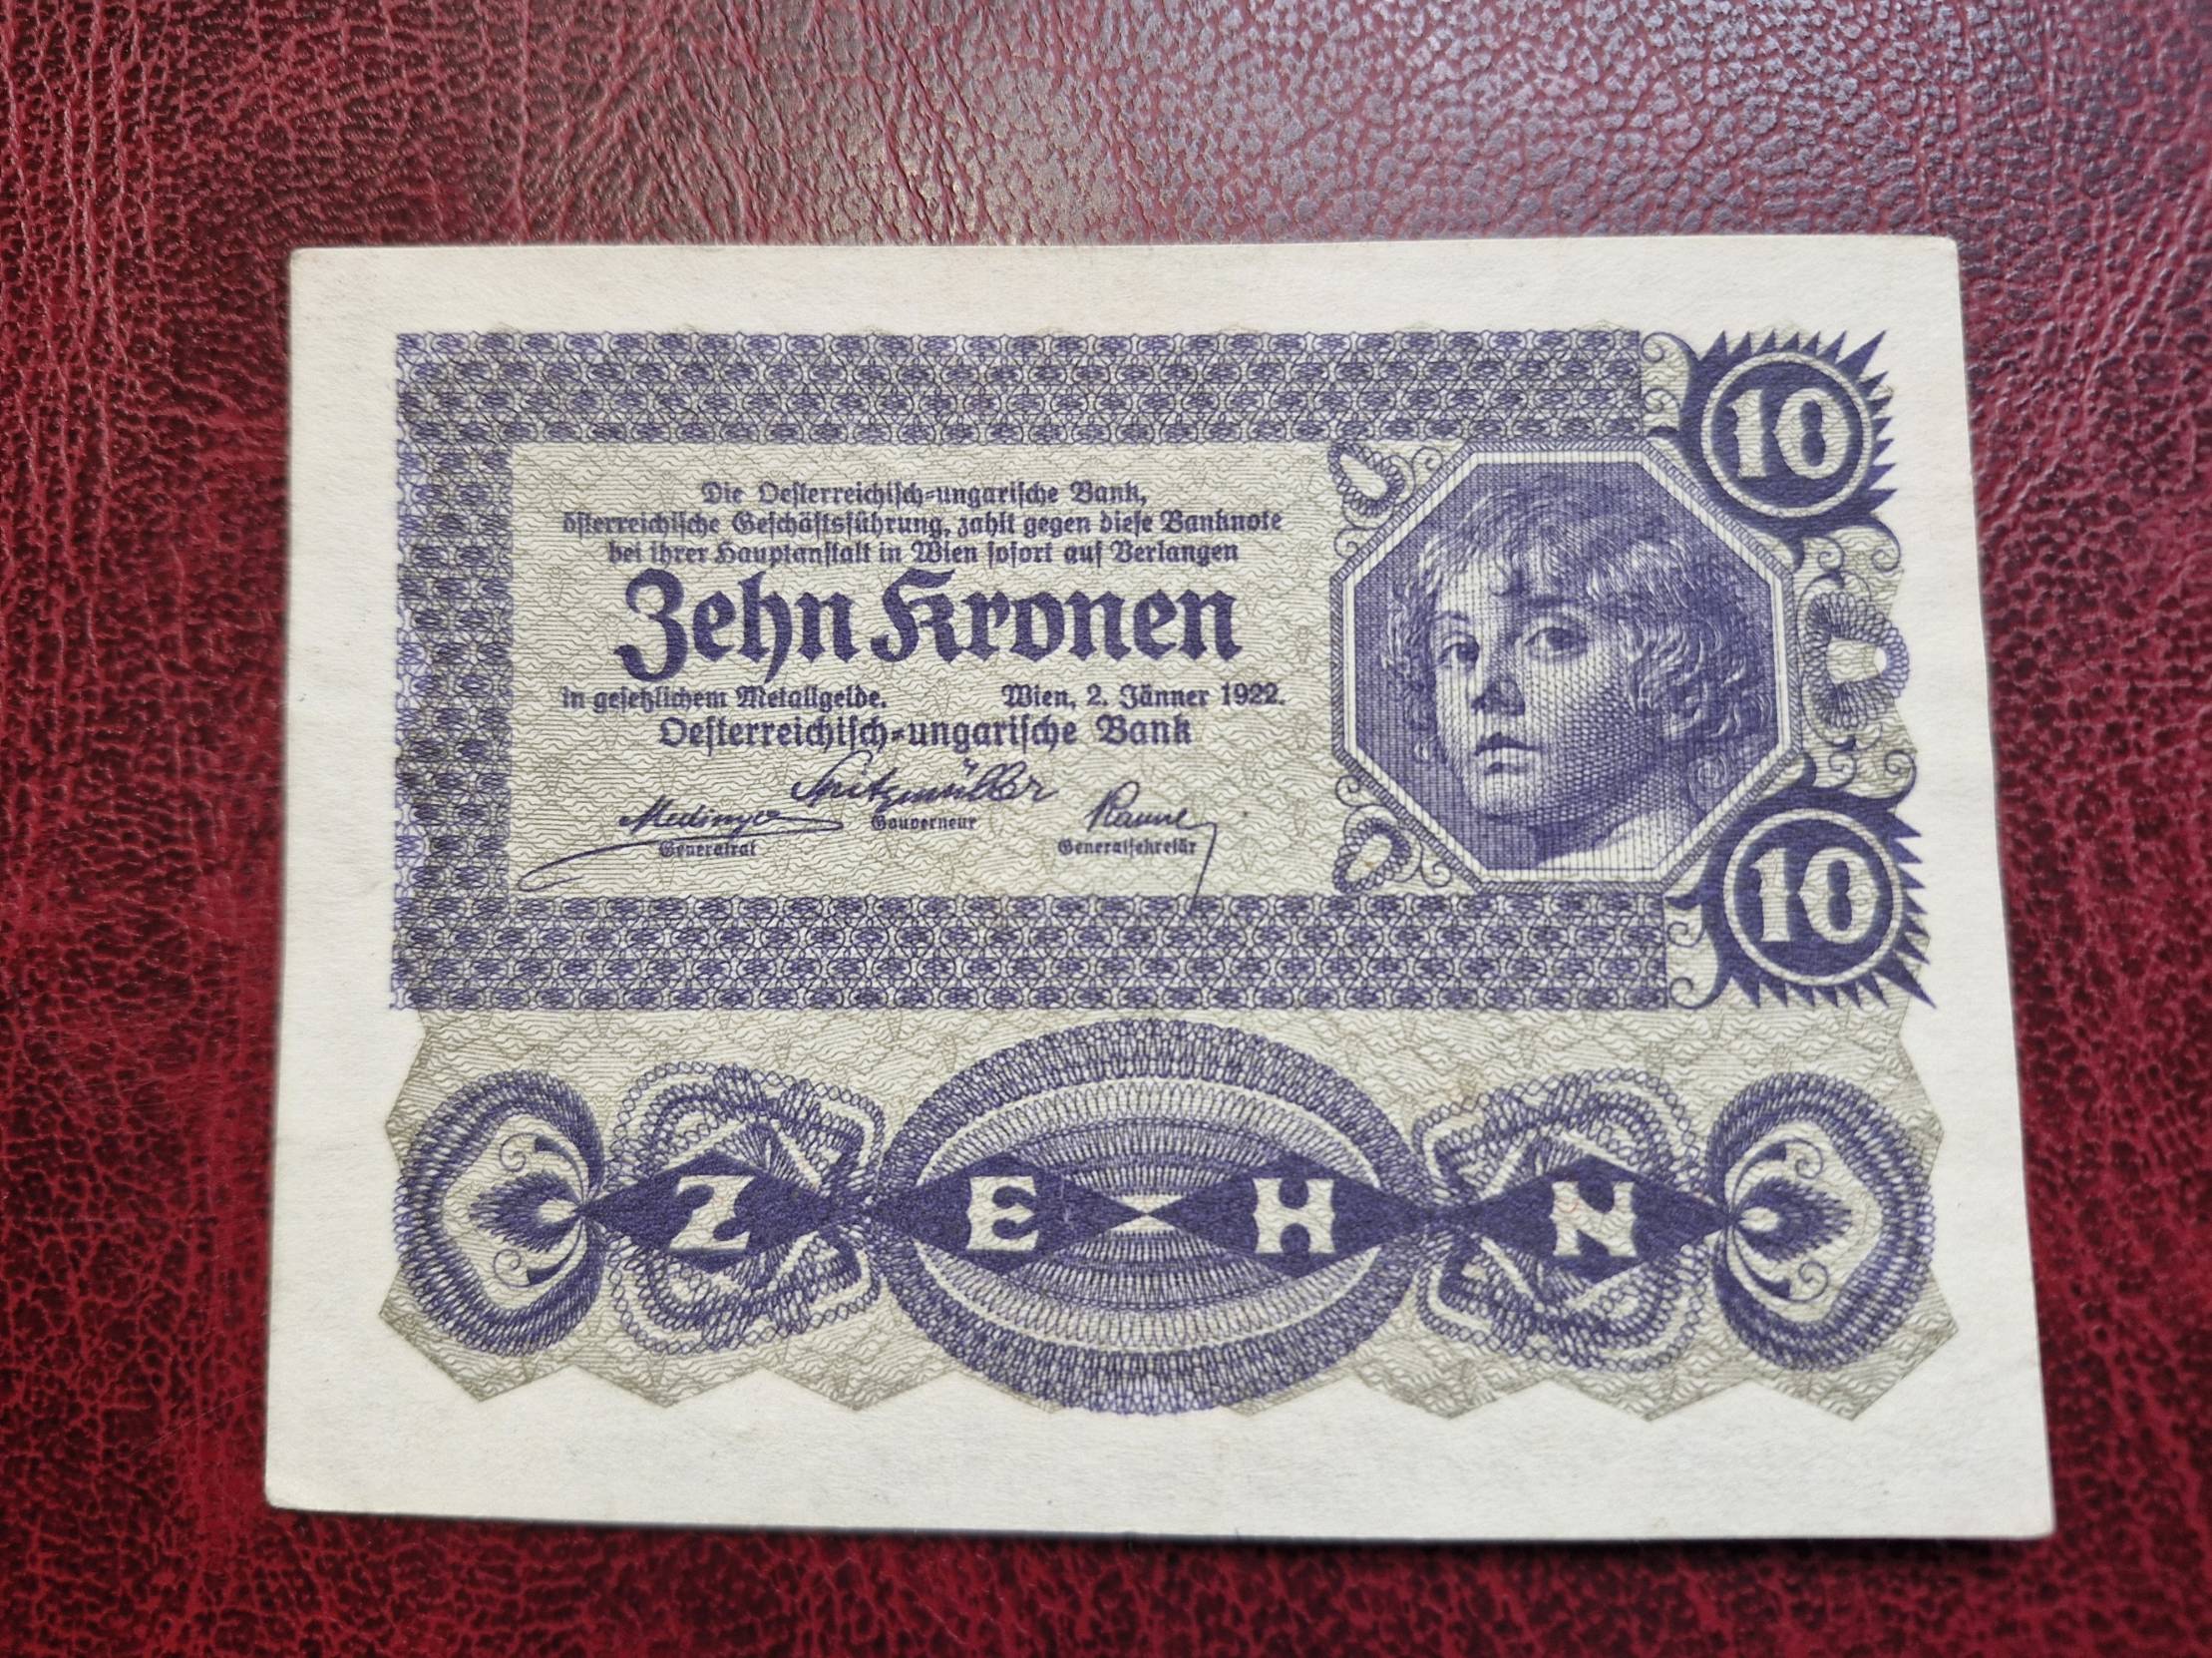 Die Oesterreichisch-ungarische Bank,
österreichische Geschäftsführung, zahlt gegen diese Banknote
bei ihrer Hauptanstalt in Wien sofort auf Verlangen
Zehn Kronen
in gesetzlichem Metallgelde. Wien, 2. Jänner 1922.
Oesterreichisch-ungarische Bank
Spitzmüller
Gouverneur
Generalrat
Generalsekretär
10
10
Z E H N